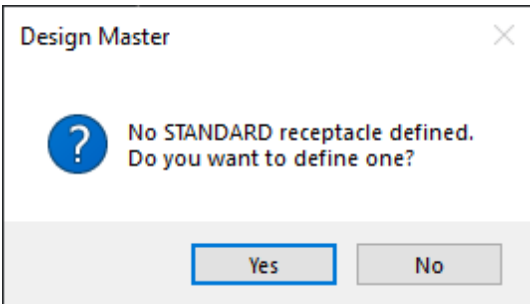 Design Master
No STANDARD receptacle defined.
Do you want to define one?
Yes
No